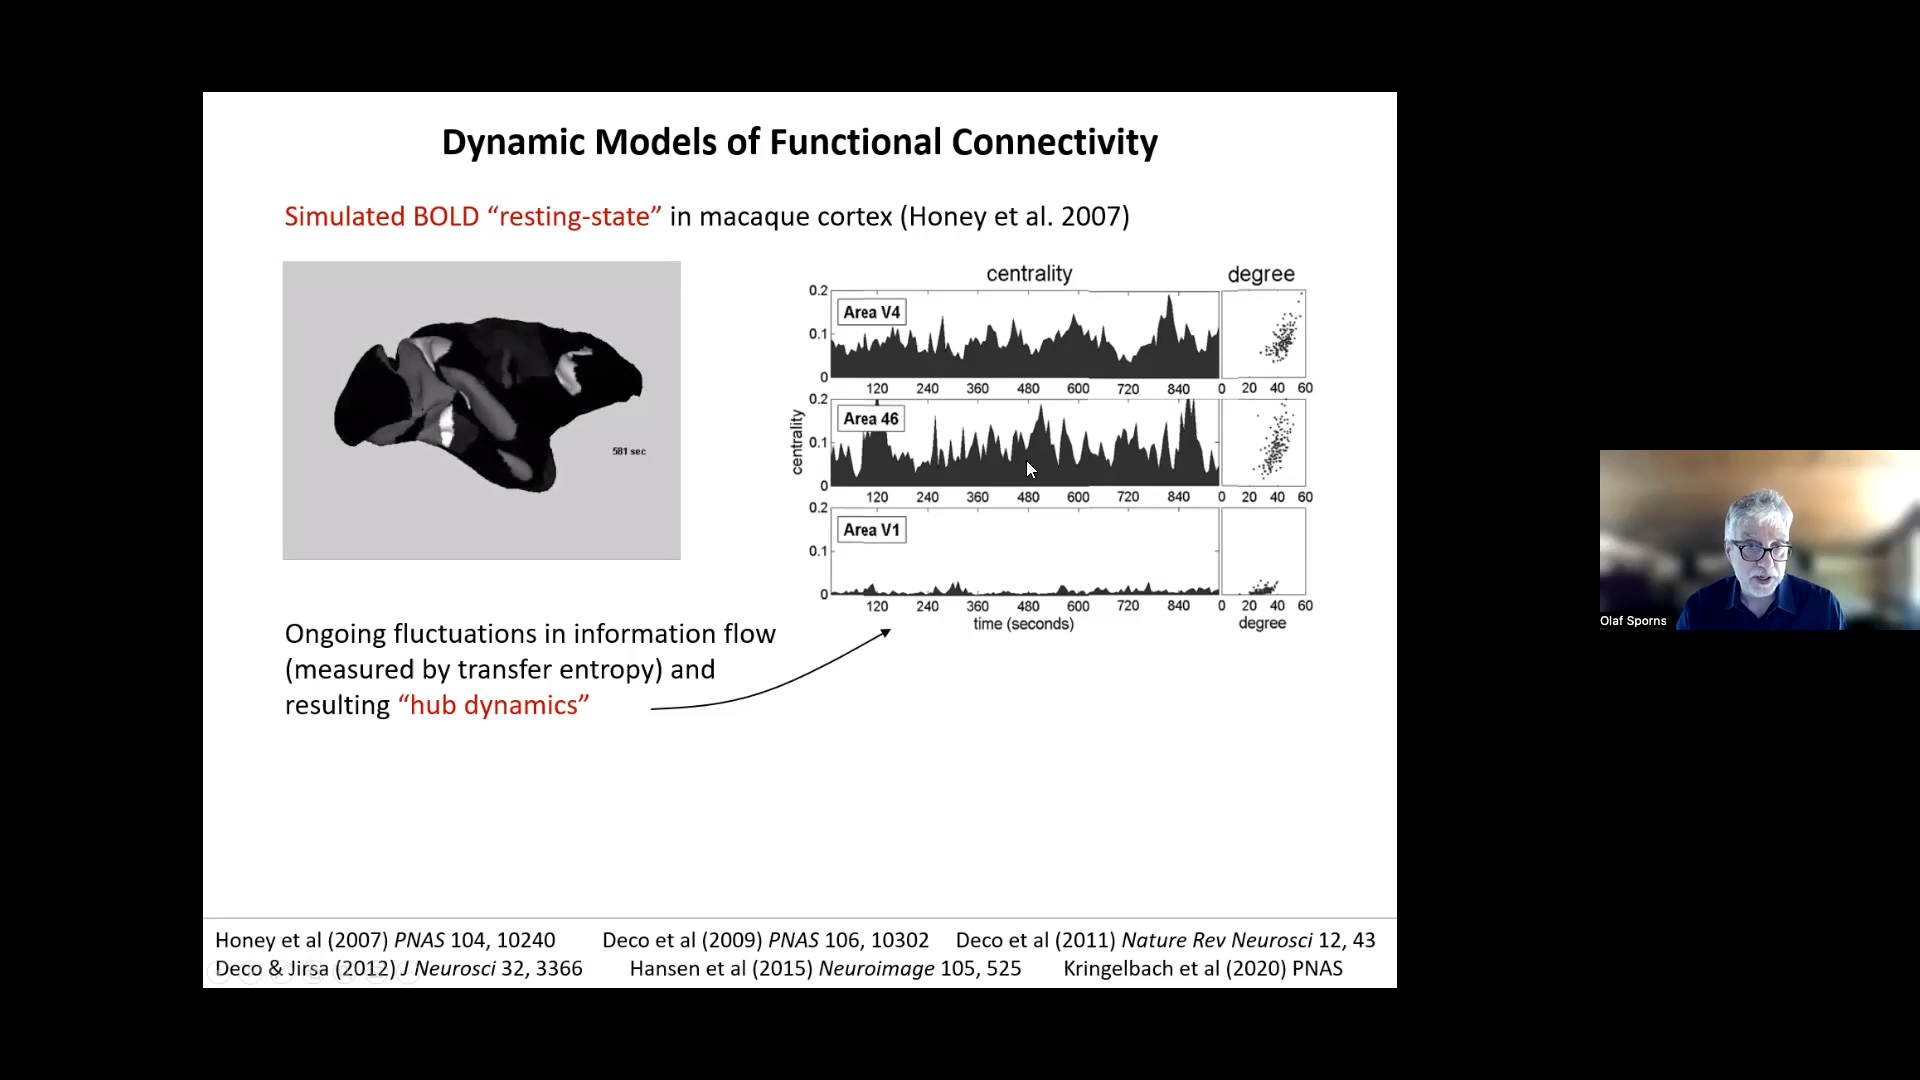 Dynamic Models of Functional Connectivity
Simulated BOLD “resting-state” in macaque cortex (Honey et al. 2007)
581 sec
centrality degree
0.2
Area V4
0.1
0
120 240 360 480 600 720 840 0 20 40 60
0.2
Area 46
0.1
centrality
0
120 240 360 480 600 720 840 0 20 40 60
0.2
Area V1
0.1
0
120 240 360 480 600 720 840 0 20 40 60
time (seconds) degree
Ongoing fluctuations in information flow
(measured by transfer entropy) and
resulting “hub dynamics”
Olaf Sporns
Honey et al (2007) PNAS 104, 10240 Deco et al (2009) PNAS 106, 10302 Deco et al (2011) Nature Rev Neurosci 12, 43
Deco & Jirsa (2012) J Neurosci 32, 3366 Hansen et al (2015) Neuroimage 105, 525 Kringelbach et al (2020) PNAS